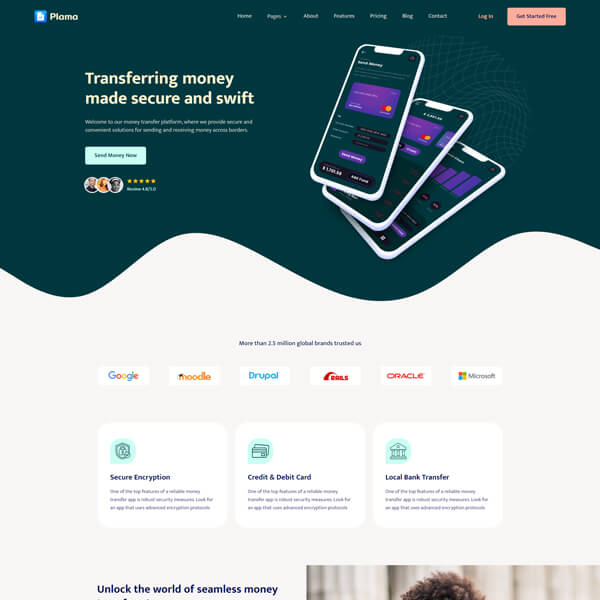 Plama
Home Pages About Features Pricing Blog Contact Log In Get Started Free
Transferring money
made secure and swift
Welcome to our money transfer platform, where we provide secure and
convenient solutions for sending and receiving money across borders.
Send Money Now
Review 4.8/5.0
Send Money
Send Money
$ 1,701.58 Add Fund
More than 2.5 million global brands trusted us
Google moodle Drupal RAILS ORACLE Microsoft
Secure Encryption Credit & Debit Card Local Bank Transfer
One of the top features of a reliable money One of the top features of a reliable money One of the top features of a reliable money
transfer app is robust security measures. Look transfer app is robust security measures. Look transfer app is robust security measures. Look
for an app that uses advanced encryption protocols for an app that uses advanced encryption protocols for an app that uses advanced encryption protocols
Unlock the world of seamless money